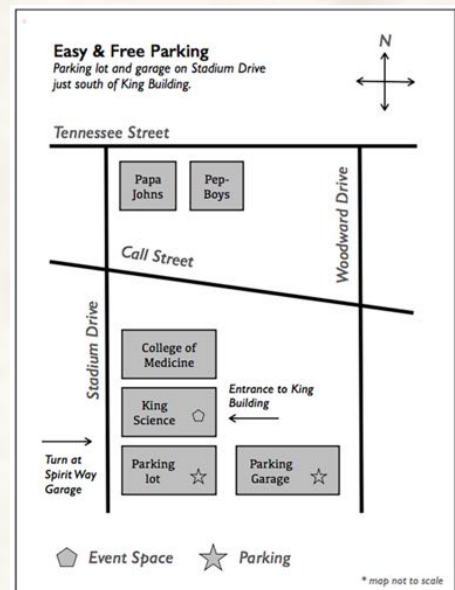 Easy & Free Parking
Parking lot and garage on Stadium Drive
just south of King Building.
N
Tennessee Street
Papa
Johns
Pep-
Boys
Woodward Drive
Call Street
Stadium Drive
College of
Medicine
King
Science
Entrance to King
Building
Turn at
Spirit Way
Garage
Parking
lot
Parking
Garage
Event Space
Parking
* map not to scale